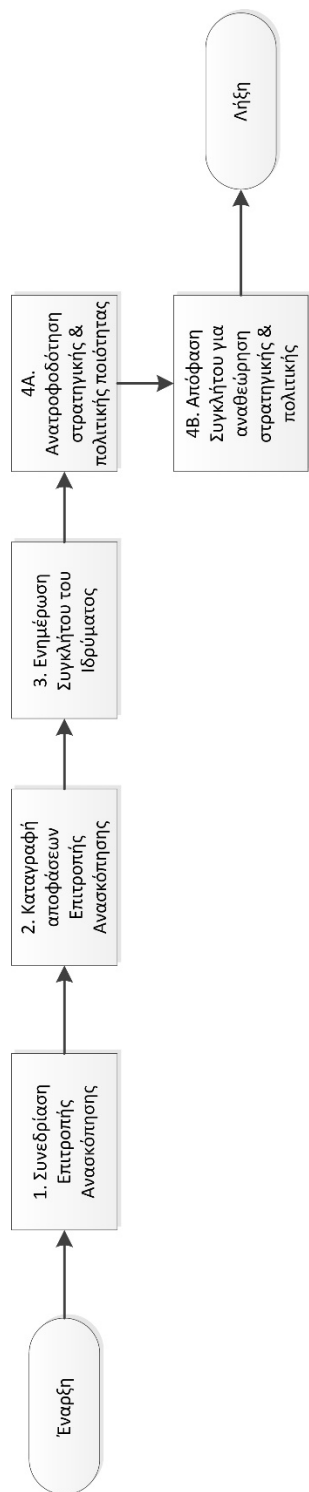 Έναρξη
1. Συνεδρίαση
Επιτροπής
Ανασκόπησης
2. Καταγραφή
αποφάσεων
Επιτροπής
Ανασκόπησης
3. Ενημέρωση
Συγκλήτου του
Ιδρύματος
4Α.
Ανατροφοδότηση
στρατηγικής &
πολιτικής ποιότητας
4Β. Απόφαση
Συγκλήτου για
αναθεώρηση
στρατηγικής &
πολιτικής
Λήξη